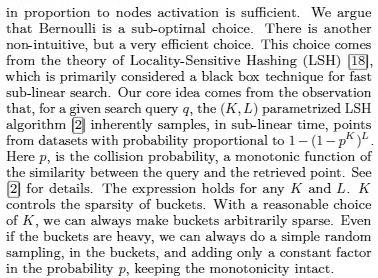 in proportion to nodes activation is sufficient. We argue
that Bernoulli is a sub-optimal choice. There is another
non-intuitive, but a very efficient choice. This choice comes
from the theory of Locality-Sensitive Hashing (LSH) [18],
which is primarily considered a black box technique for fast
sub-linear search. Our core idea comes from the observation
that, for a given search query q, the (K, L) parametrized LSH
algorithm [2] inherently samples, in sub-linear time, points
from datasets with probability proportional to 1 − (1 − p^K)^L.
Here p, is the collision probability, a monotonic function of
the similarity between the query and the retrieved point. See
[2] for details. The expression holds for any K and L. K
controls the sparsity of buckets. With a reasonable choice
of K, we can always make buckets arbitrarily sparse. Even
if the buckets are heavy, we can always do a simple random
sampling, in the buckets, and adding only a constant factor
in the probability p, keeping the monotonicity intact.